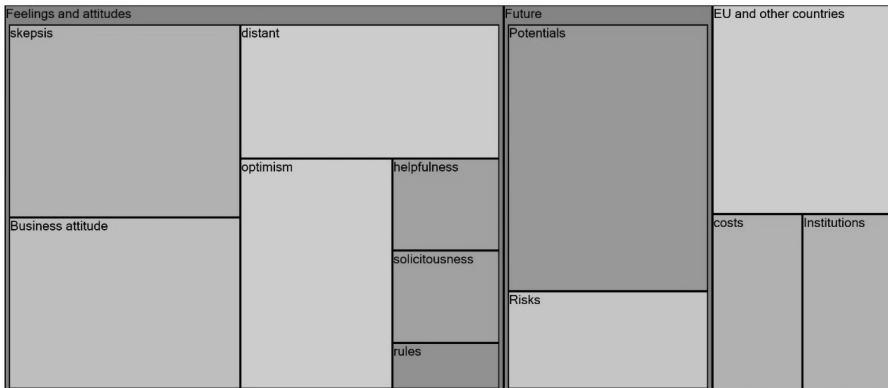 Feelings and attitudes
skepsis
distant
Business attitude
optimism
helpfulness
solicitousness
rules
Future
Potentials
Risks
EU and other countries
costs
Institutions